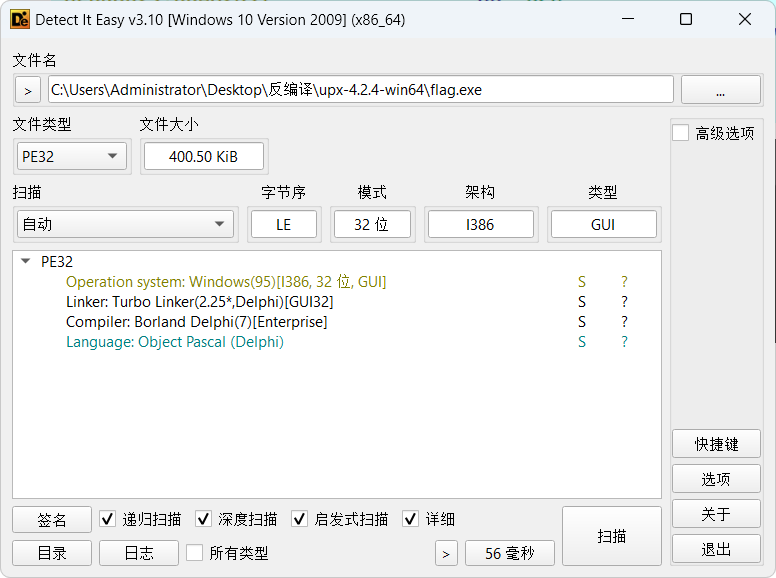 Detect It Easy v3.10 [Windows 10 Version 2009] (x86_64)
文件名
> C:\Users\Administrator\Desktop\反编译\upx-4.2.4-win64\flag.exe ...
文件类型 文件大小 高级选项
PE32 400.50 KiB
扫描 字节序 模式 架构 类型
自动 LE 32 位 I386 GUI
PE32
Operation system: Windows(95)[I386, 32 位, GUI] S ?
Linker: Turbo Linker(2.25*,Delphi)[GUI32] S ?
Compiler: Borland Delphi(7)[Enterprise] S ?
Language: Object Pascal (Delphi) S ?
快捷键
选项
关于
退出
签名 递归扫描 深度扫描 启发式扫描 详细 扫描
目录 日志 所有类型 > 56 毫秒